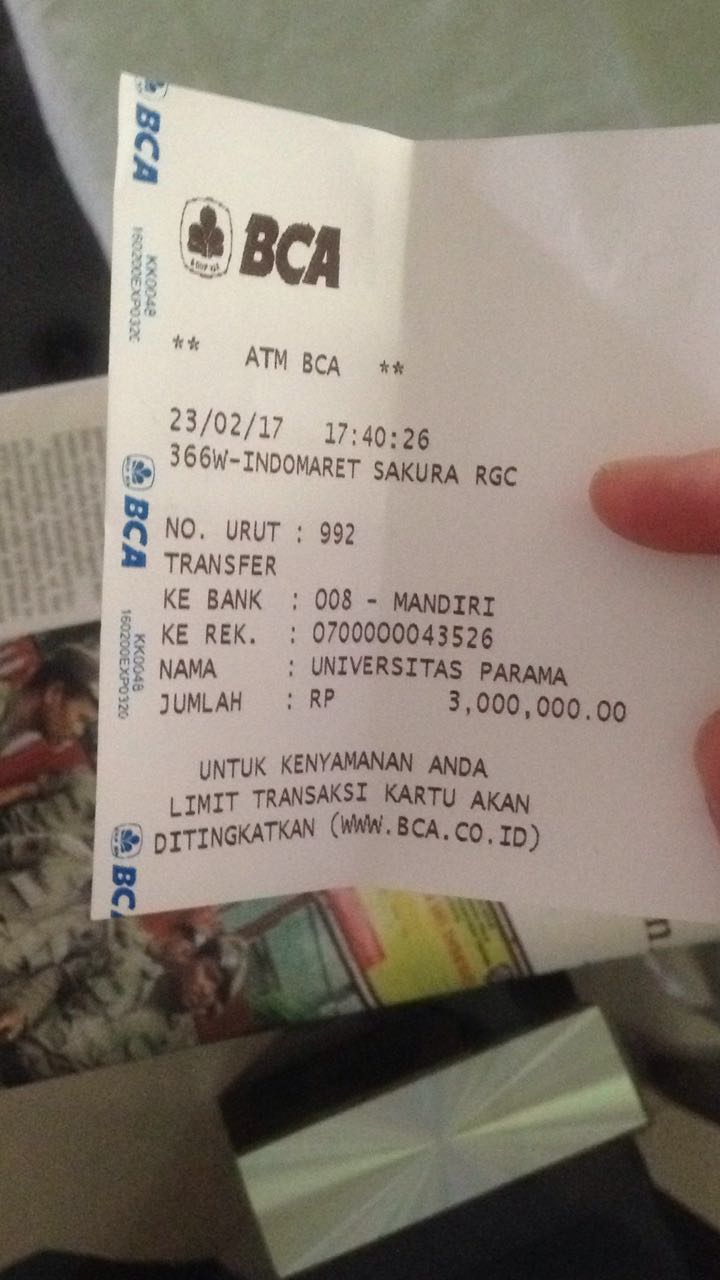 BCA
KK0048
160200EXP0320
BCA
** ATM BCA **
23/02/17 17:40:26
366W-INDOMARET SAKURA RGC
BCA
NO. URUT : 992
TRANSFER
KE BANK : 008 - MANDIRI
KE REK. : 0700000043526
NAMA : UNIVERSITAS PARAMA
JUMLAH : RP 3,000,000.00
KK0048
160200EXP0320
UNTUK KENYAMANAN ANDA
LIMIT TRANSAKSI KARTU AKAN
DITINGKATKAN (WWW.BCA.CO.ID)
BCA